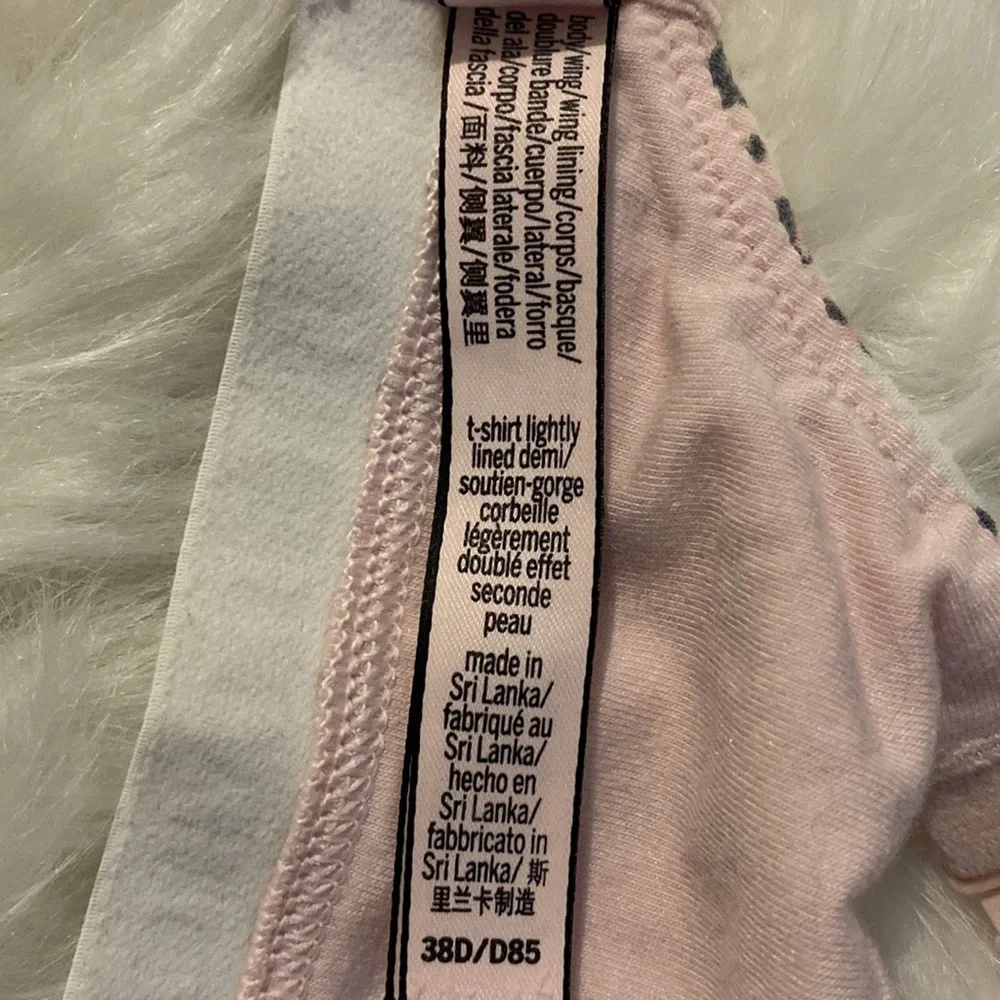 body/wing/wing lining/corps/basque/
doublure bande/cuerpo/lateral/forro
del ala/corpo/fascia laterale/fodera
della fascia /面料/侧翼/侧翼里
t-shirt lightly
lined demi/
soutien-gorge
corbeille
légèrement
doublé effet
seconde
peau
made in
Sri Lanka/
fabriqué au
Sri Lanka/
hecho en
Sri Lanka/
fabbricato in
Sri Lanka/ 斯
里兰卡制造
38D/D85